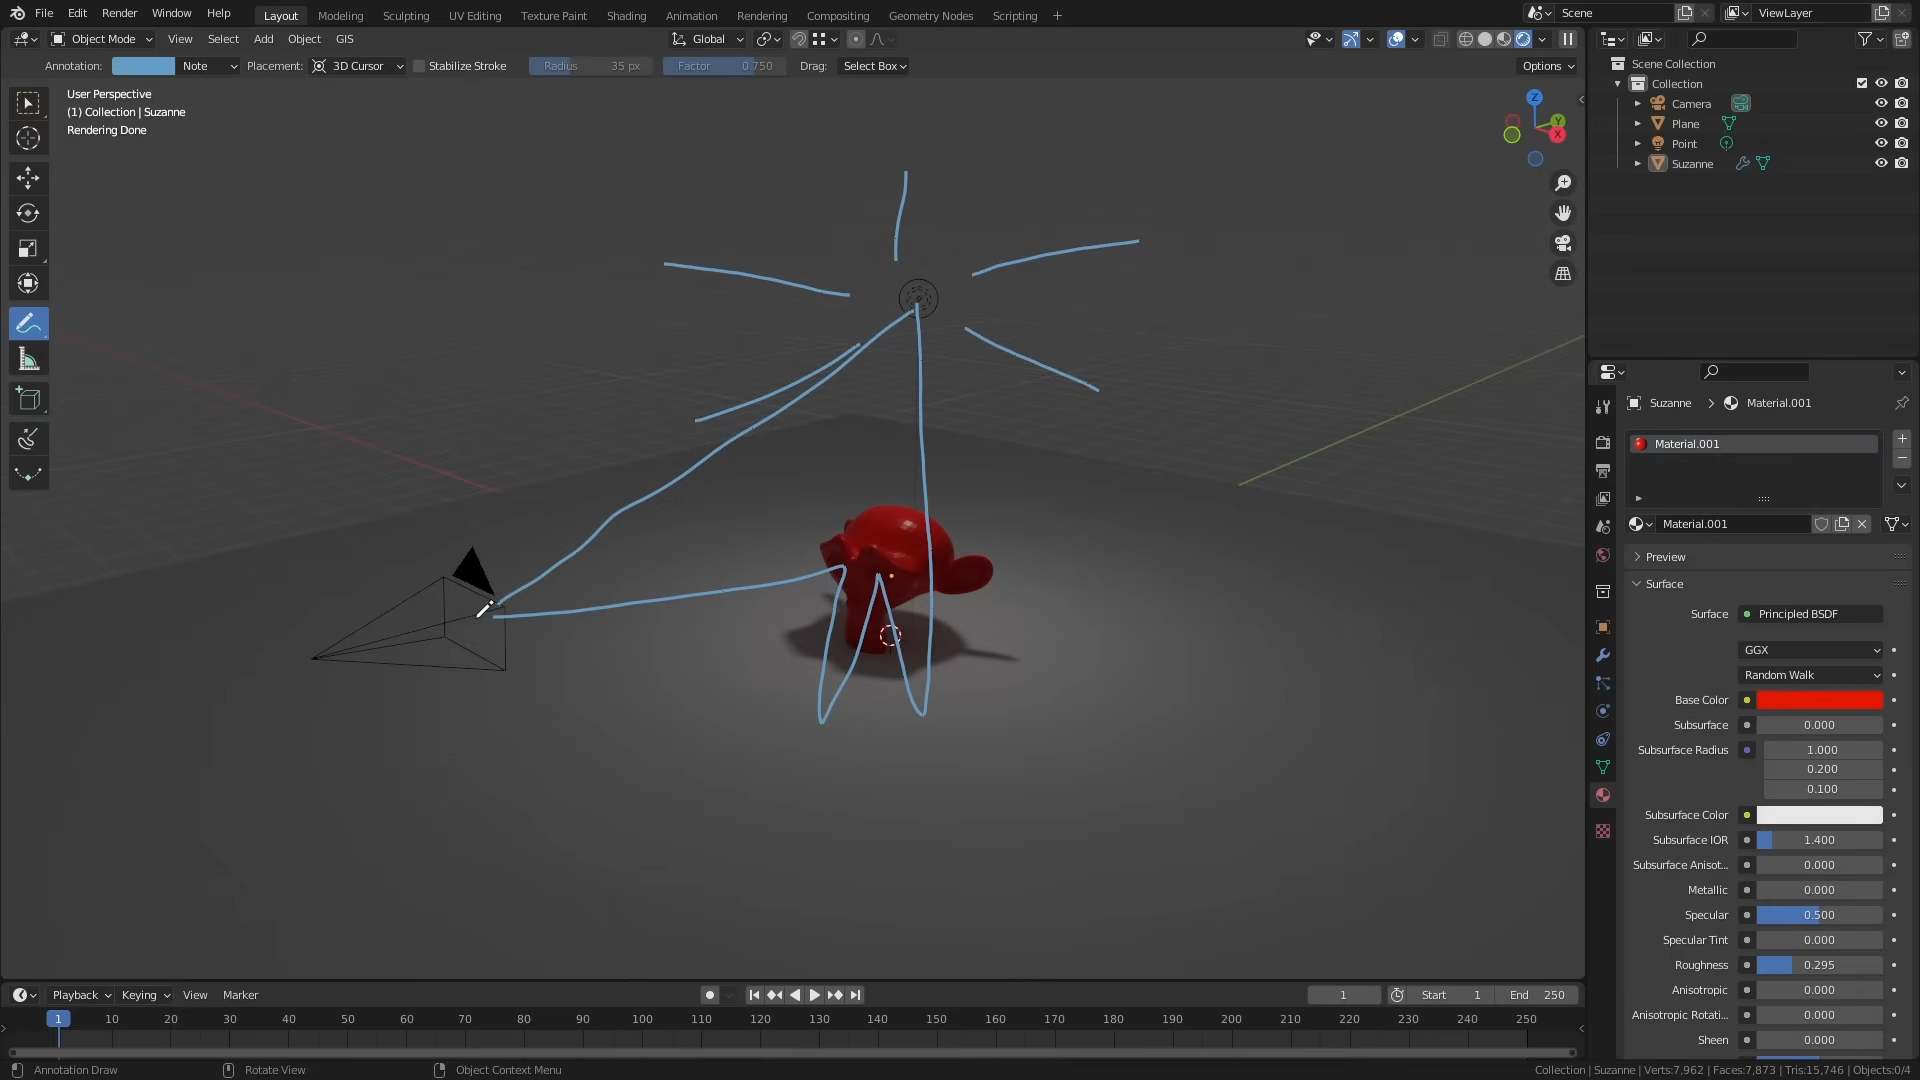 File Edit Render Window Help Layout Modeling Sculpting UV Editing Texture Paint Shading Animation Rendering Compositing Geometry Nodes Scripting + Scene ViewLayer
Object Mode View Select Add Object GIS Global
Annotation: Note Placement: 3D Cursor Stabilize Stroke Radius 35 px Factor 0.750 Drag: Select Box Options
User Perspective
(1) Collection | Suzanne
Rendering Done
Z
Y
X
Scene Collection
Collection
Camera
Plane
Point
Suzanne
Suzanne > Material.001
Material.001
Material.001
Preview
Surface
Surface Principled BSDF
GGX
Random Walk
Base Color
Subsurface 0.000
Subsurface Radius 1.000
0.200
0.100
Subsurface Color
Subsurface IOR 1.400
Subsurface Anisot... 0.000
Metallic 0.000
Specular 0.500
Specular Tint 0.000
Roughness 0.295
Anisotropic 0.000
Anisotropic Rotati... 0.000
Sheen 0.000
Playback Keying View Marker 1 Start 1 End 250
1 10 20 30 40 50 60 70 80 90 100 110 120 130 140 150 160 170 180 190 200 210 220 230 240 250
Annotation Draw Rotate View Object Context Menu Collection | Suzanne | Verts:7,962 | Faces:7,873 | Tris:15,746 | Objects:0/4